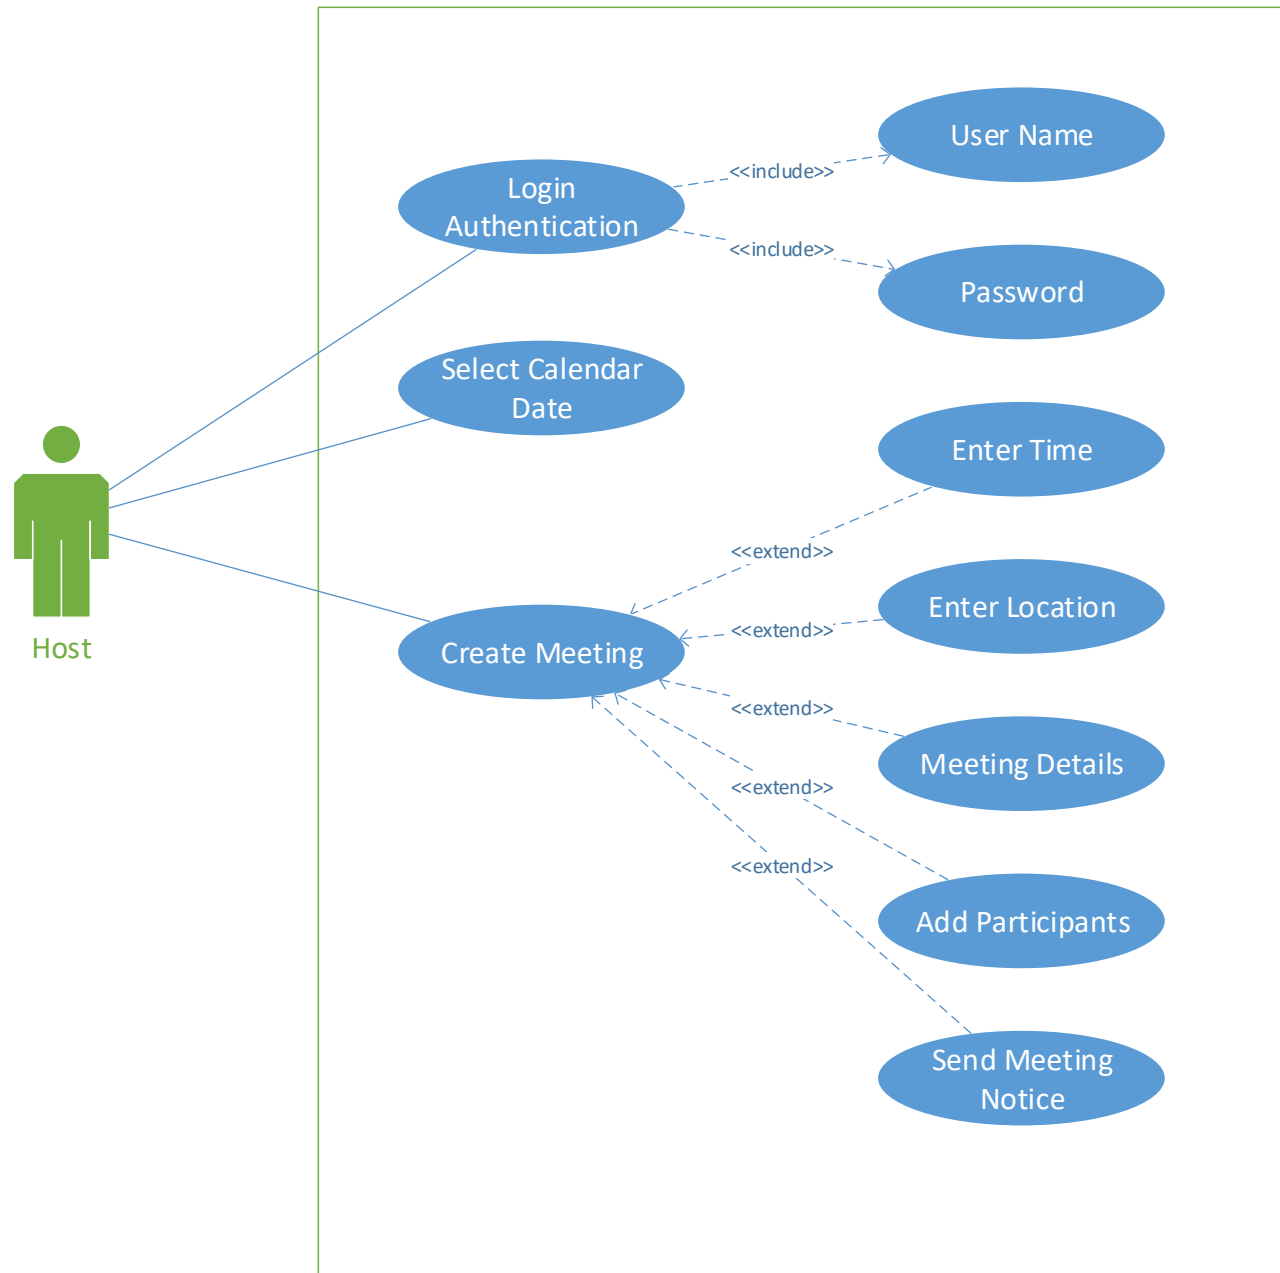 User Name
<<include>>
Login
Authentication
<<include>>
Password
Select Calendar
Date
Enter Time
<<extend>>
Enter Location
<<extend>>
Host
Create Meeting
<<extend>>
Meeting Details
<<extend>>
<<extend>>
Add Participants
Send Meeting
Notice